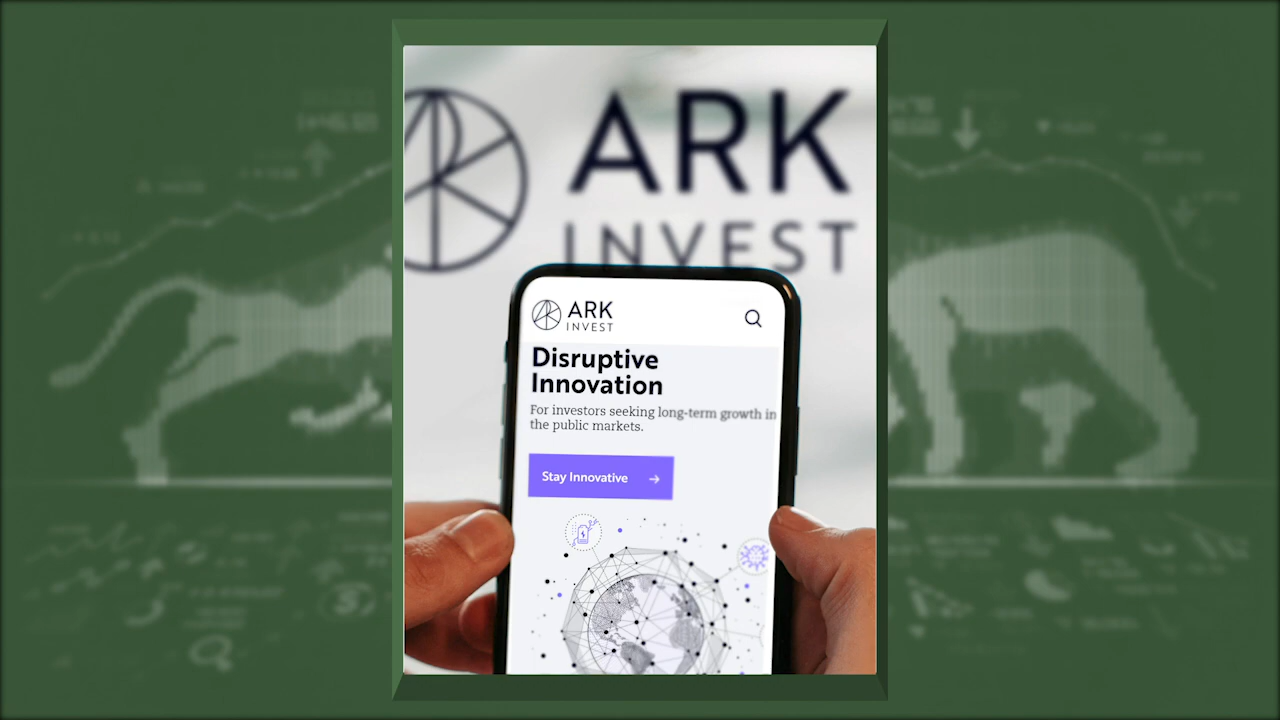 ARK
INVEST
ARK
INVEST
Disruptive
Innovation
For investors seeking long-term growth in
the public markets.
Stay Innovative